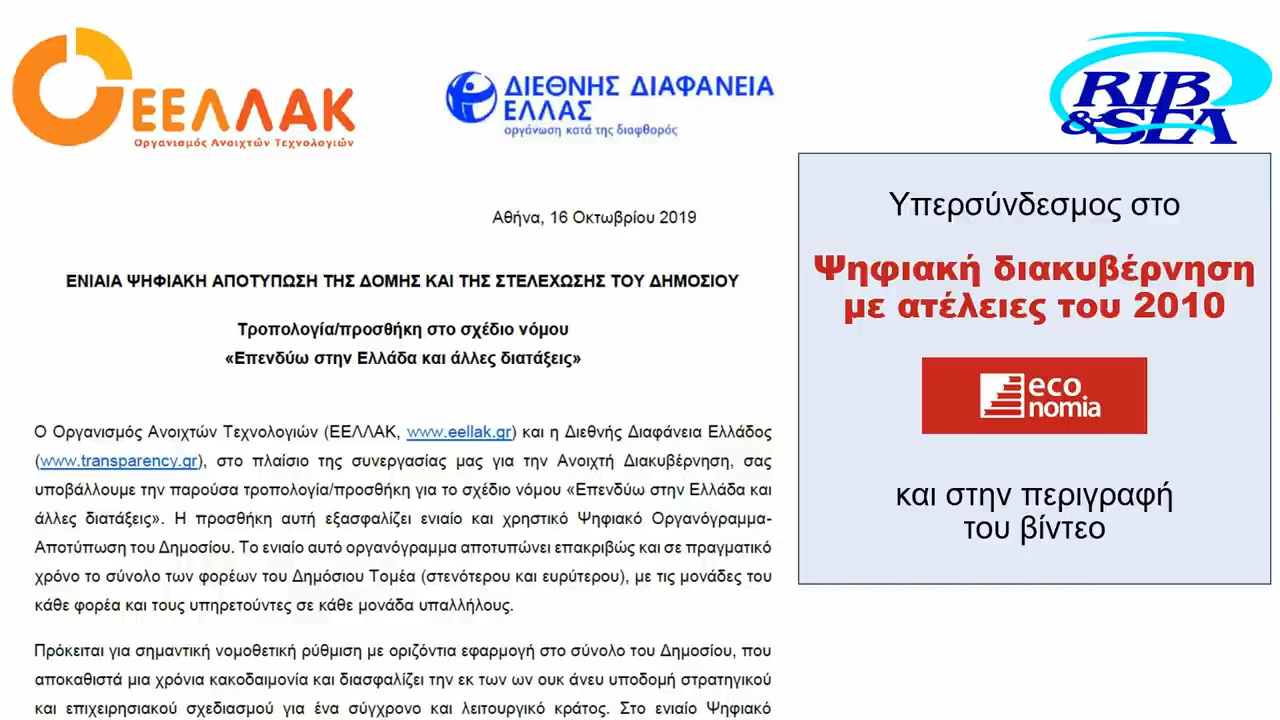 ΕΕΛΛΑΚ
Οργανισμός Ανοιχτών Τεχνολογιών
ΔΙΕΘΝΗΣ ΔΙΑΦΑΝΕΙΑ
ΕΛΛΑΣ
οργάνωση κατά της διαφθοράς
RIB
&SEA
Αθήνα, 16 Οκτωβρίου 2019
ΕΝΙΑΙΑ ΨΗΦΙΑΚΗ ΑΠΟΤΥΠΩΣΗ ΤΗΣ ΔΟΜΗΣ ΚΑΙ ΤΗΣ ΣΤΕΛΕΧΩΣΗΣ ΤΟΥ ΔΗΜΟΣΙΟΥ
Τροπολογία/προσθήκη στο σχέδιο νόμου
«Επενδύω στην Ελλάδα και άλλες διατάξεις»
Ο Οργανισμός Ανοιχτών Τεχνολογιών (ΕΕΛΛΑΚ, www.eellak.gr) και η Διεθνής Διαφάνεια Ελλάδος
(www.transparency.gr), στο πλαίσιο της συνεργασίας μας για την Ανοιχτή Διακυβέρνηση, σας
υποβάλλουμε την παρούσα τροπολογία/προσθήκη για το σχέδιο νόμου «Επενδύω στην Ελλάδα και
άλλες διατάξεις». Η προσθήκη αυτή εξασφαλίζει ενιαίο και χρηστικό Ψηφιακό Οργανόγραμμα-
Αποτύπωση του Δημοσίου. Το ενιαίο αυτό οργανόγραμμα αποτυπώνει επακριβώς και σε πραγματικό
χρόνο το σύνολο των φορέων του Δημόσιου Τομέα (στενότερου και ευρύτερου), με τις μονάδες του
κάθε φορέα και τους υπηρετούντες σε κάθε μονάδα υπαλλήλους.
Πρόκειται για σημαντική νομοθετική ρύθμιση με οριζόντια εφαρμογή στο σύνολο του Δημοσίου, που
αποκαθιστά μια χρόνια κακοδαιμονία και διασφαλίζει την εκ των ων ουκ άνευ υποδομή στρατηγικού
και επιχειρησιακού σχεδιασμού για ένα σύγχρονο και λειτουργικό κράτος. Στο ενιαίο Ψηφιακό
Υπερσύνδεσμος στο
Ψηφιακή διακυβέρνηση
με ατέλειες του 2010
eco
nomia
και στην περιγραφή
του βίντεο